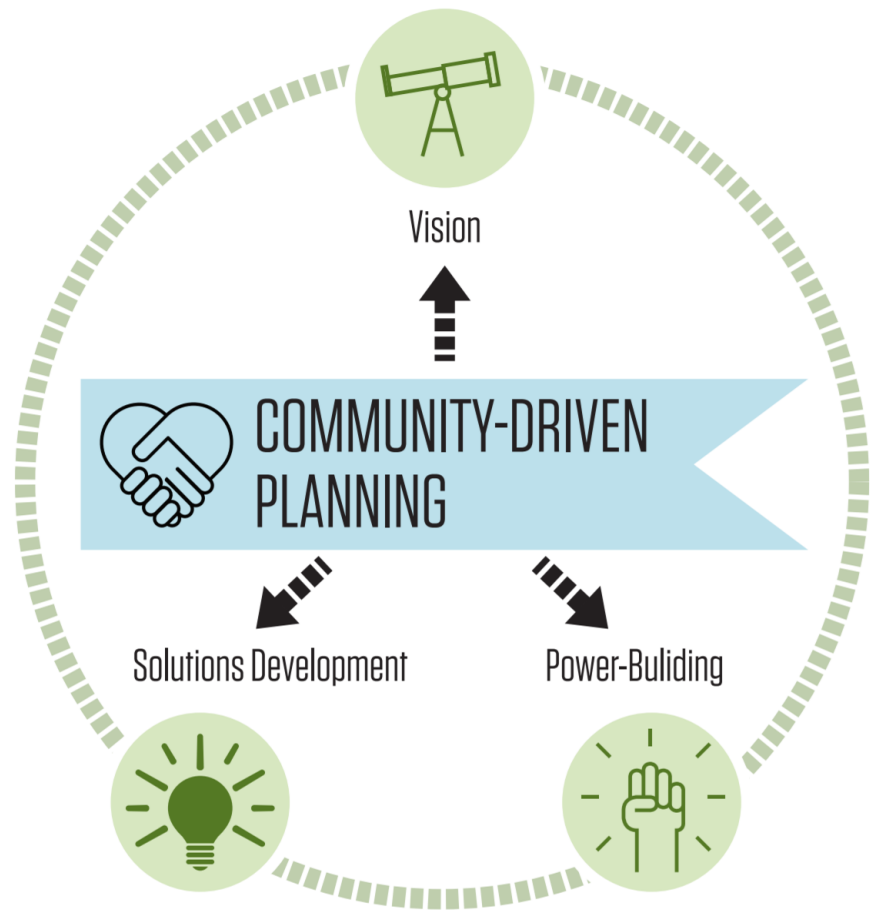 Vision
COMMUNITY-DRIVEN
PLANNING
Solutions Development
Power-Buliding